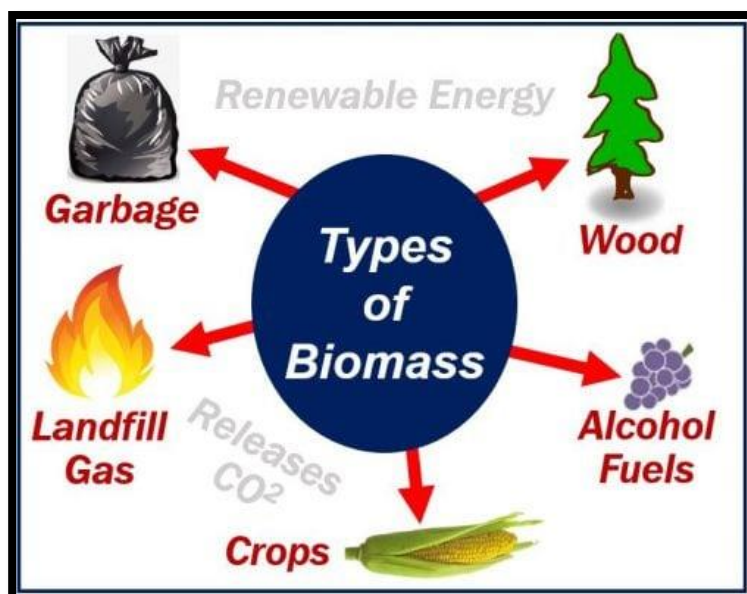 Renewable Energy
Garbage
Wood
Types
of
Biomass
Landfill
Gas
Alcohol
Fuels
Releases
CO²
Crops